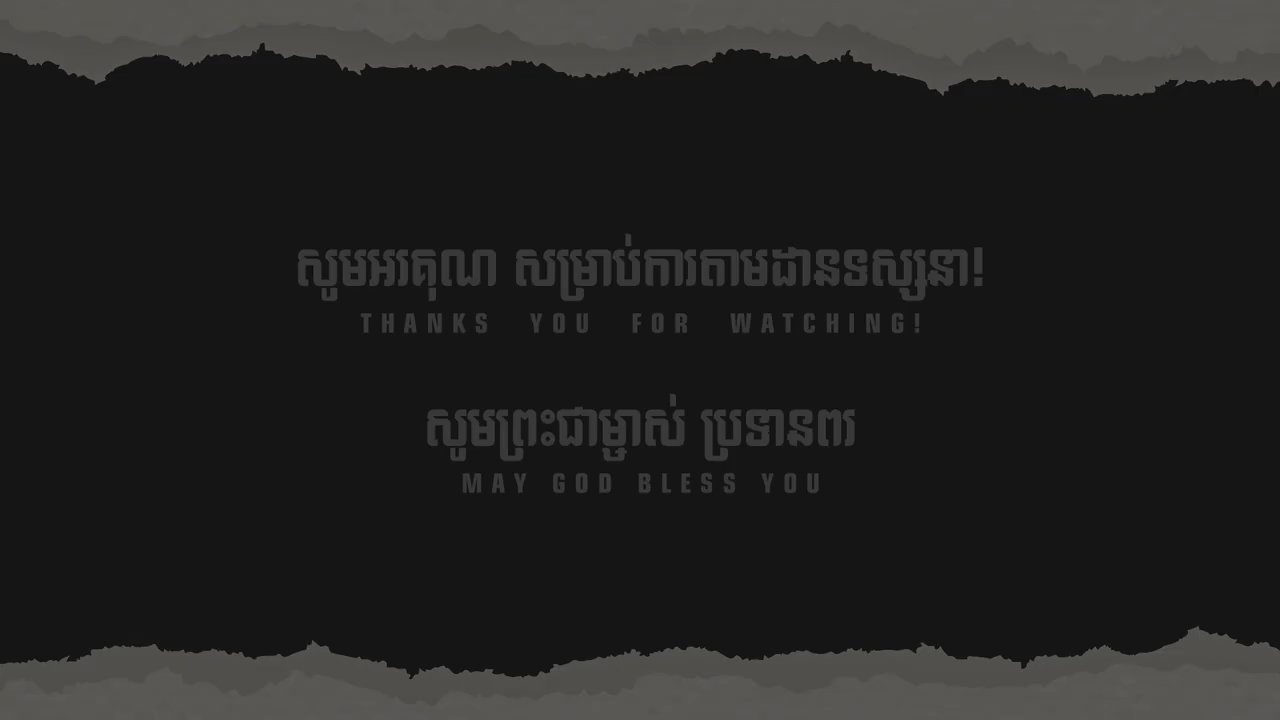 សូមអរគុណ សម្រាប់ការតាមដានទស្សនា!
THANKS YOU FOR WATCHING!
សូមព្រះជាម្ចាស់ ប្រទានពរ
MAY GOD BLESS YOU